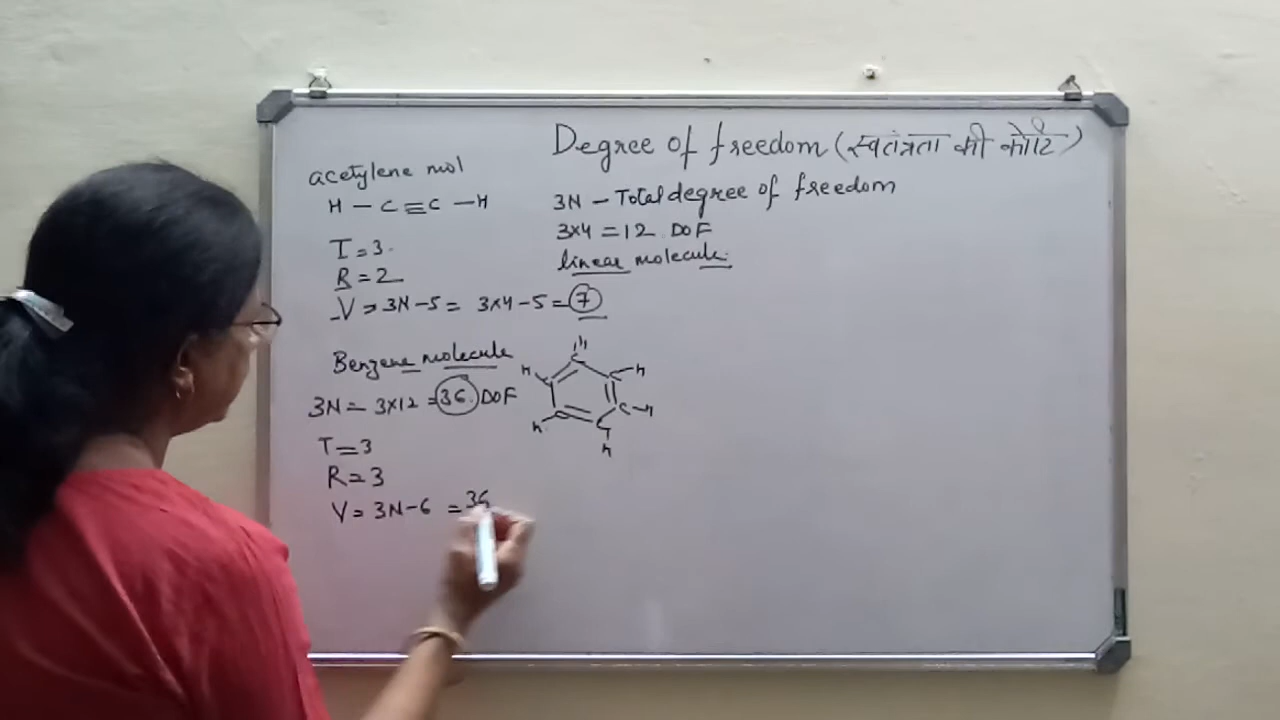 Degree of freedom (स्वतंत्रता की कोटि)
acetylene mol
H - C ≡ C - H
T = 3.
R = 2
V = 3N - 5 = 3x4 - 5 = 7
3N - Total degree of freedom
3x4 = 12 DOF
linear molecule.
Benzene molecule
3N = 3x12 = 36. DOF
H
C
H C C H
C C H
H C
H
T = 3
R = 3
V = 3N - 6 = 36